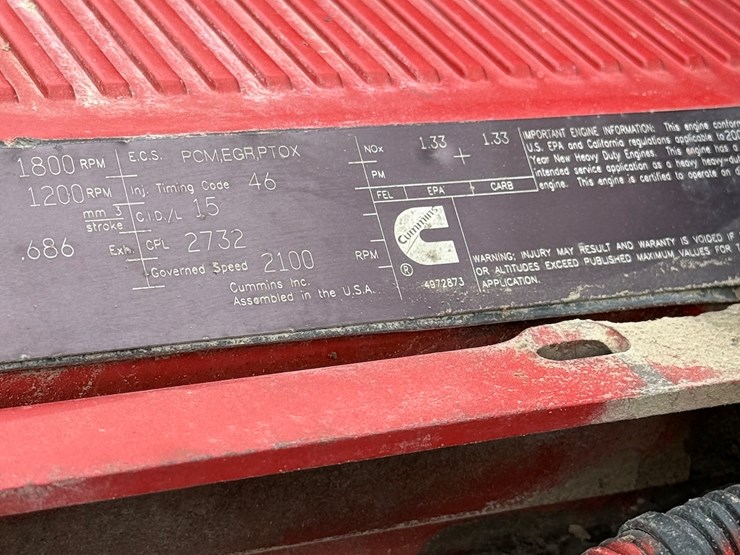 1800 RPM
1200 RPM
mm 3
stroke
.686 Exh.
E.C.S. PCM,EGR,PTOX
Inj. Timing Code 46
C.I.D./L 15
CPL 2732
Governed Speed 2100 RPM
Cummins Inc.
Assembled in the U.S.A.
NOx 1.33 + 1.33
PM
FEL EPA CARB
Cummins
®
4972873
IMPORTANT ENGINE INFORMATION: This engine conform
U.S. EPA and California regulations applicable to 200
Year New Heavy Duty Engines. This engine has a
intended service application as a heavy heavy-du
engine. This engine is certified to operate on d
WARNING: INJURY MAY RESULT AND WARANTY IS VOIDED IF
OR ALTITUDES EXCEED PUBLISHED MAXIMUM VALUES FOR T
APPLICATION.